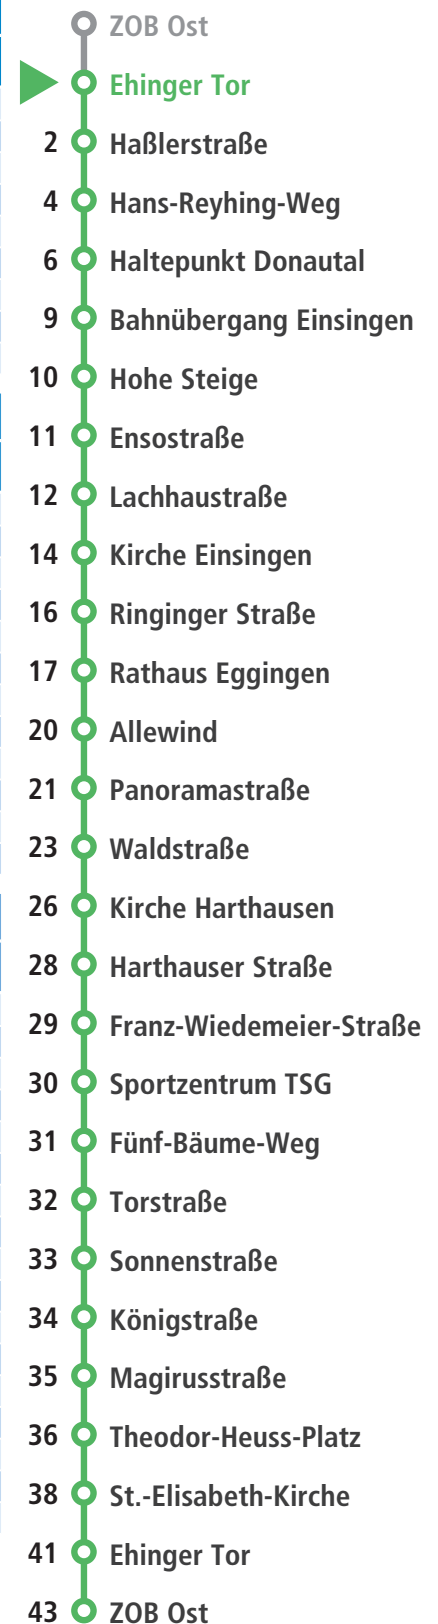 ZOB Ost
Ehinger Tor
2 Haßlerstraße
4 Hans-Reyhing-Weg
6 Haltepunkt Donautal
9 Bahnübergang Einsingen
10 Hohe Steige
11 Ensostraße
12 Lachhaustraße
14 Kirche Einsingen
16 Ringinger Straße
17 Rathaus Eggingen
20 Allewind
21 Panoramastraße
23 Waldstraße
26 Kirche Harthausen
28 Harthauser Straße
29 Franz-Wiedemeier-Straße
30 Sportzentrum TSG
31 Fünf-Bäume-Weg
32 Torstraße
33 Sonnenstraße
34 Königstraße
35 Magirusstraße
36 Theodor-Heuss-Platz
38 St.-Elisabeth-Kirche
41 Ehinger Tor
43 ZOB Ost